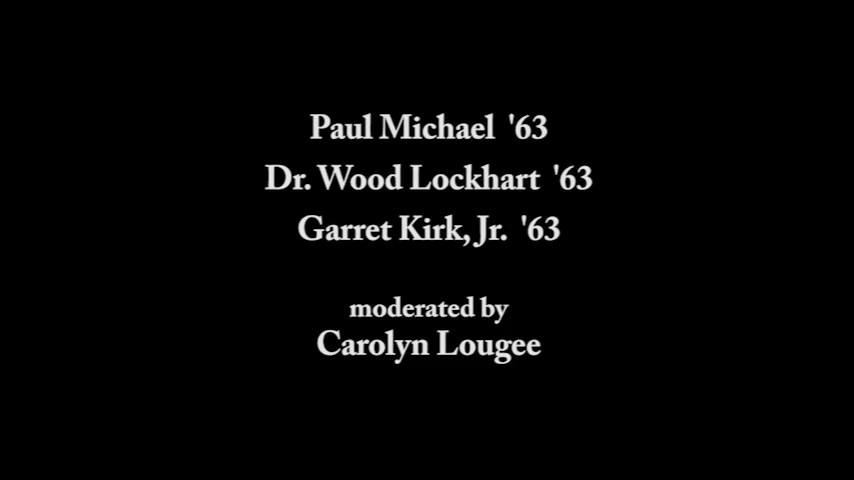 Paul Michael '63
Dr. Wood Lockhart '63
Garret Kirk, Jr. '63
moderated by
Carolyn Lougee